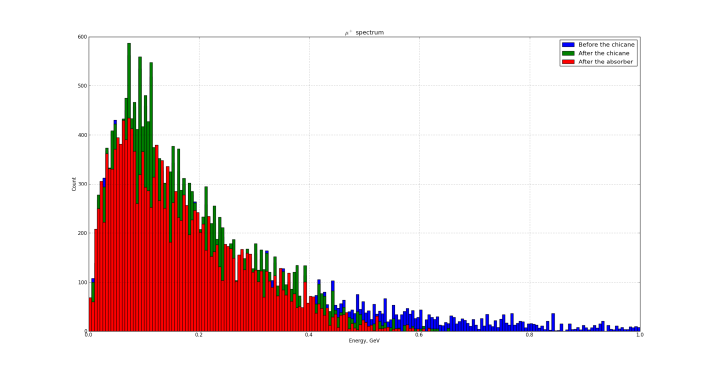 μ⁻ spectrum
Before the chicane
After the chicane
After the absorber
600
500
400
300
200
100
0
Count
0.0 0.2 0.4 0.6 0.8 1.0
Energy, GeV